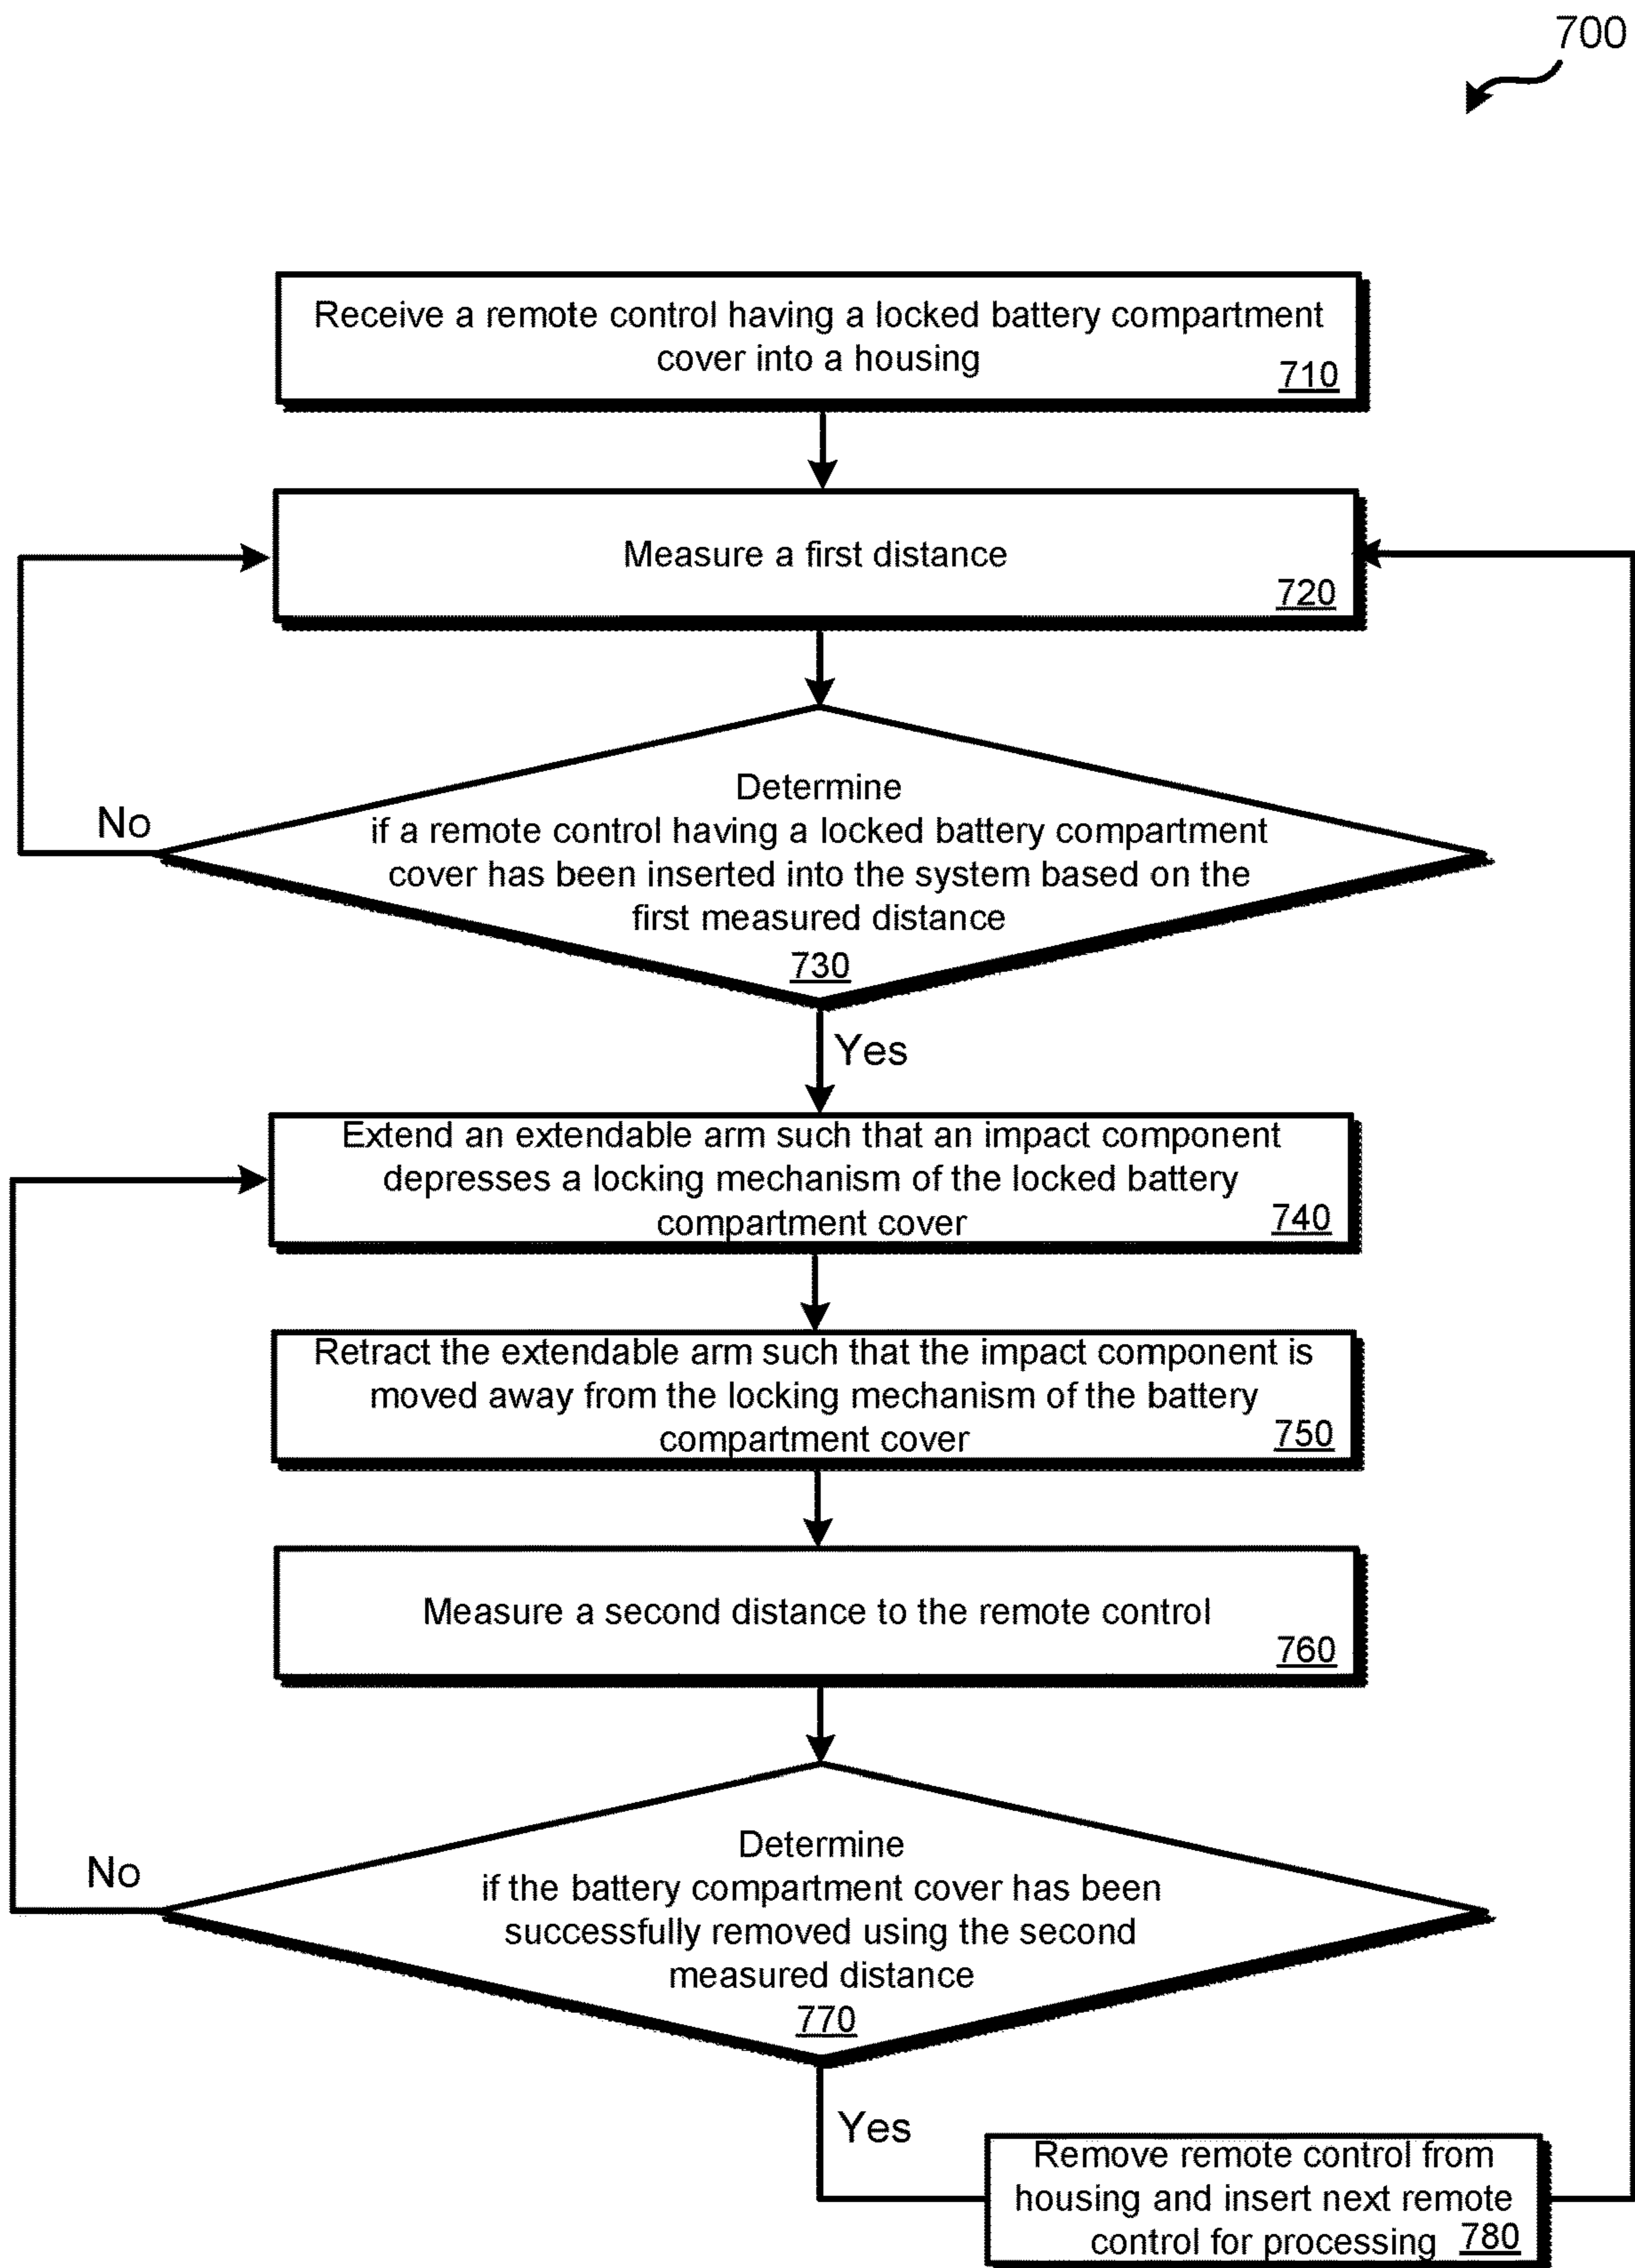 700
Receive a remote control having a locked battery compartment
cover into a housing
710
Measure a first distance
720
Determine
if a remote control having a locked battery compartment
cover has been inserted into the system based on the
first measured distance
730
No
Yes
Extend an extendable arm such that an impact component
depresses a locking mechanism of the locked battery
compartment cover
740
Retract the extendable arm such that the impact component is
moved away from the locking mechanism of the battery
compartment cover
750
Measure a second distance to the remote control
760
Determine
if the battery compartment cover has been
successfully removed using the second
measured distance
770
No
Yes
Remove remote control from
housing and insert next remote
control for processing 780